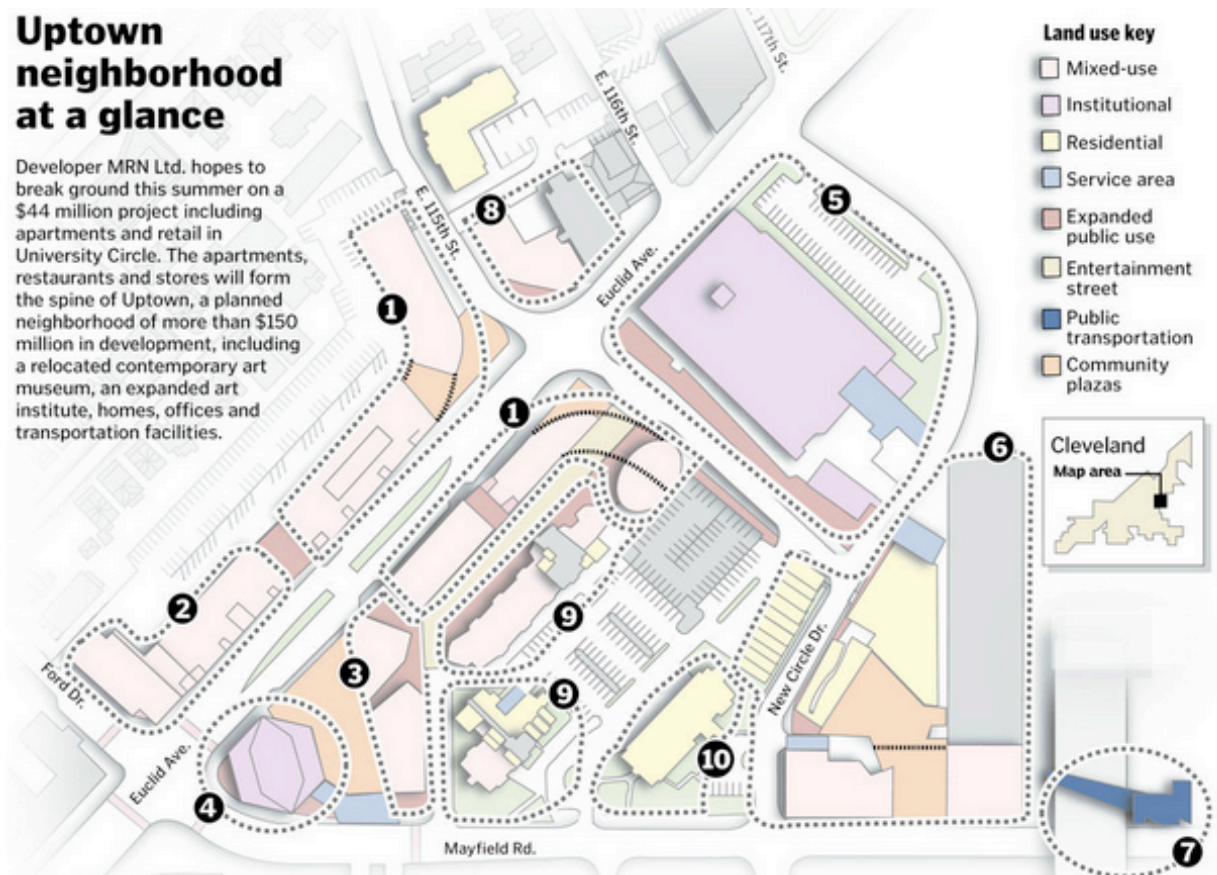 Uptown
neighborhood
at a glance
Developer MRN Ltd. hopes to
break ground this summer on a
$44 million project including
apartments and retail in
University Circle. The apartments,
restaurants and stores will form
the spine of Uptown, a planned
neighborhood of more than $150
million in development, including
a relocated contemporary art
museum, an expanded art
institute, homes, offices and
transportation facilities.
E. 115th St.
E. 116th St.
E. 117th St.
Euclid Ave.
8
5
1
1
6
2
9
3
9
10
4
7
Ford Dr.
Euclid Ave.
New Circle Dr.
Mayfield Rd.
Land use key
Mixed-use
Institutional
Residential
Service area
Expanded
public use
Entertainment
street
Public
transportation
Community
plazas
Cleveland
Map area